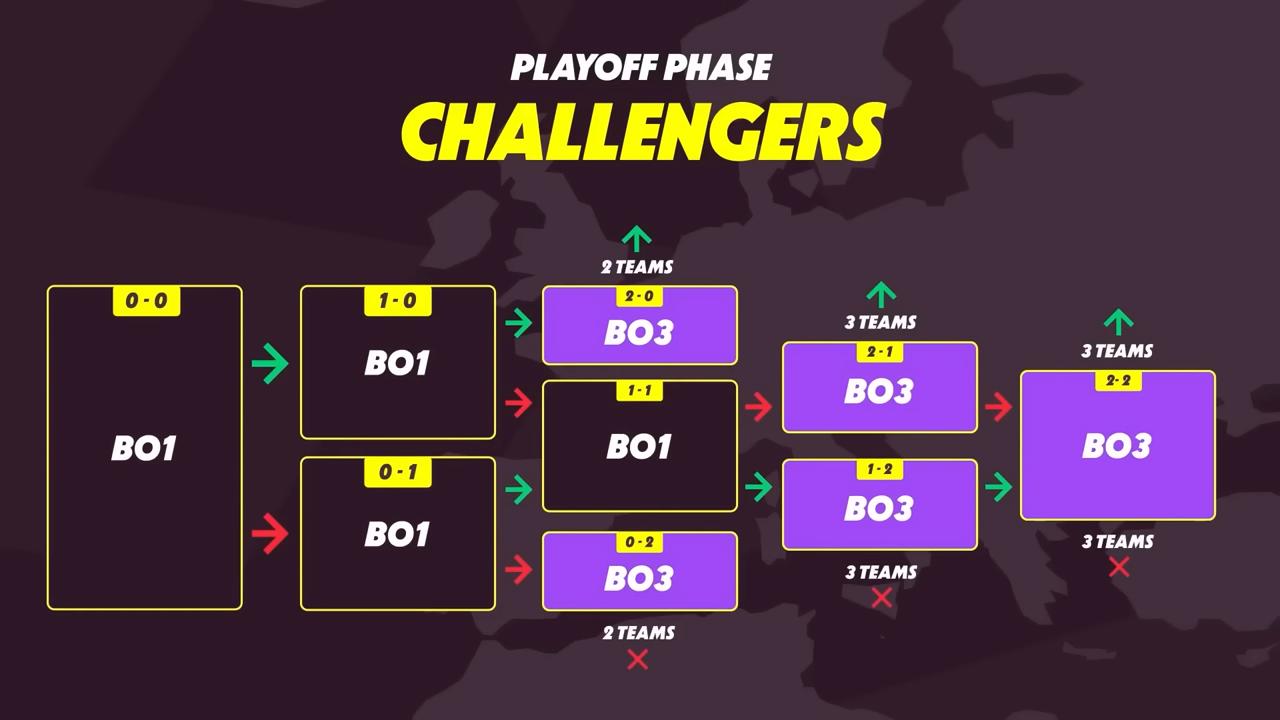 PLAYOFF PHASE
CHALLENGERS
0 - 0
BO1
1 - 0
BO1
0 - 1
BO1
2 TEAMS
2 - 0
BO3
1 - 1
BO1
0 - 2
BO3
2 TEAMS
3 TEAMS
2 - 1
BO3
1 - 2
BO3
3 TEAMS
3 TEAMS
2- 2
BO3
3 TEAMS